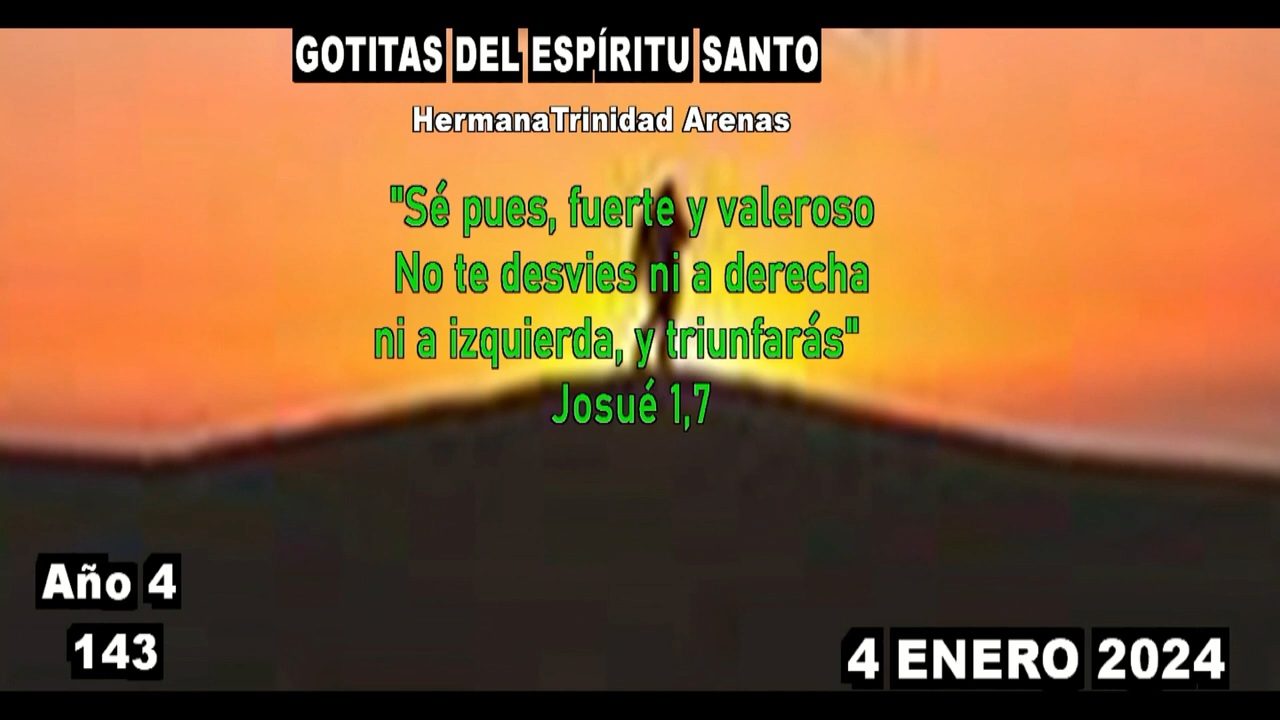 GOTITAS DEL ESPÍRITU SANTO
HermanaTrinidad Arenas
"Sé pues, fuerte y valeroso
No te desvies ni a derecha
ni a izquierda, y triunfarás"
Josué 1,7
Año 4
143
4 ENERO 2024